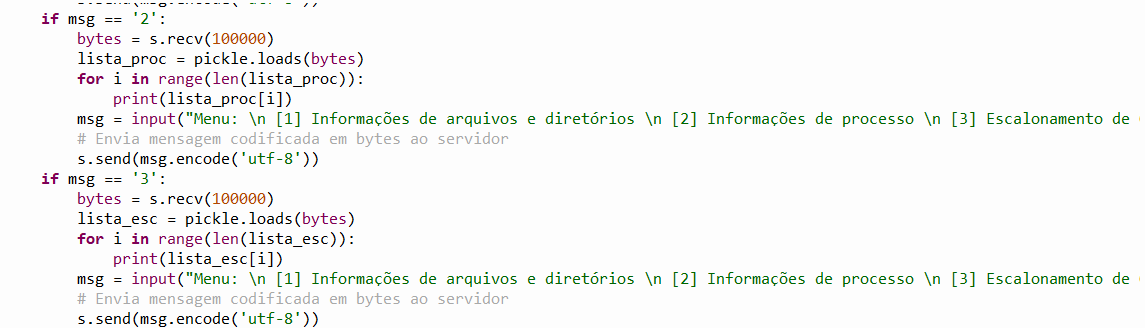 if msg == '2':
bytes = s.recv(100000)
lista_proc = pickle.loads(bytes)
for i in range(len(lista_proc)):
print(lista_proc[i])
msg = input("Menu: \n [1] Informações de arquivos e diretórios \n [2] Informações de processo \n [3] Escalonamento de
# Envia mensagem codificada em bytes ao servidor
s.send(msg.encode('utf-8'))
if msg == '3':
bytes = s.recv(100000)
lista_esc = pickle.loads(bytes)
for i in range(len(lista_esc)):
print(lista_esc[i])
msg = input("Menu: \n [1] Informações de arquivos e diretórios \n [2] Informações de processo \n [3] Escalonamento de
# Envia mensagem codificada em bytes ao servidor
s.send(msg.encode('utf-8'))